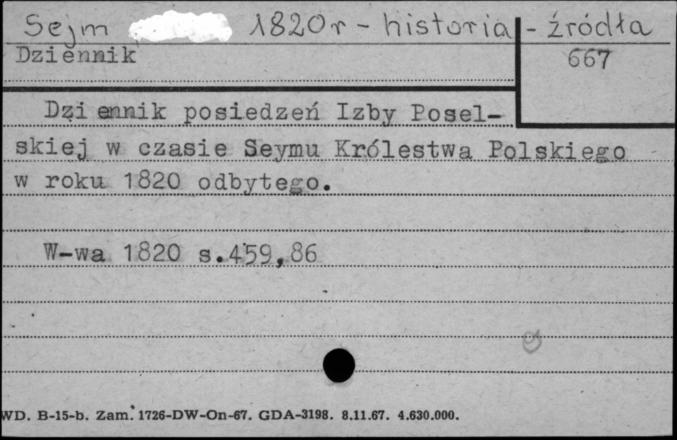 Sejm 1820r - historia - źródła
Dziennik 667
Dziennik posiedzeń Izby Posel-
skiej w czasie Seymu Królestwa Polskiego
w roku 1820 odbytego.
W-wa 1820 s.459,86
WD. B-15-b. Zam. 1726-DW-On-67. GDA-3198. 8.11.67. 4.630.000.